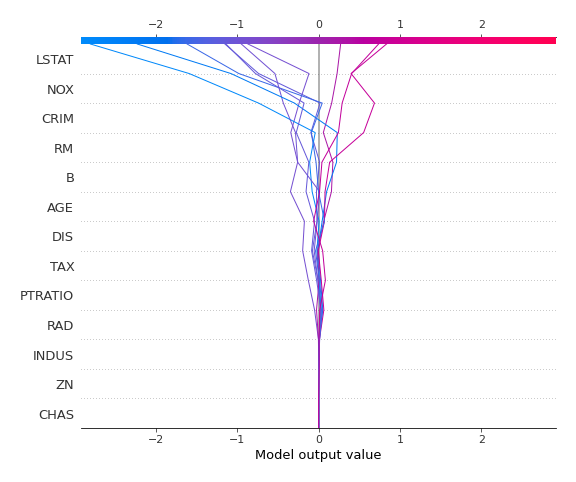 −2 −1 0 1 2
LSTAT
NOX
CRIM
RM
B
AGE
DIS
TAX
PTRATIO
RAD
INDUS
ZN
CHAS
−2 −1 0 1 2
Model output value